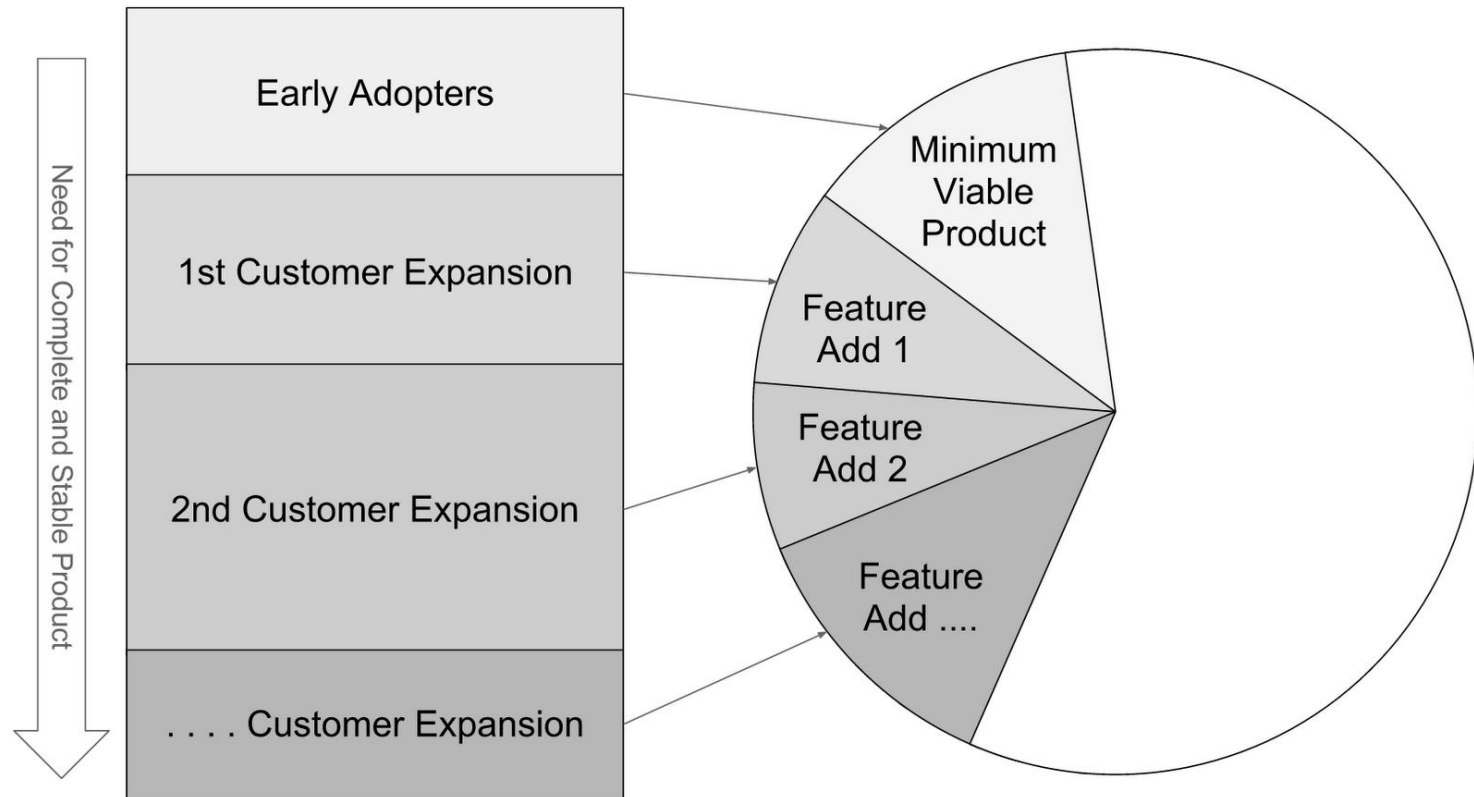 Need for Complete and Stable Product
Early Adopters
1st Customer Expansion
2nd Customer Expansion
. . . . Customer Expansion
Minimum
Viable
Product
Feature
Add 1
Feature
Add 2
Feature
Add ....